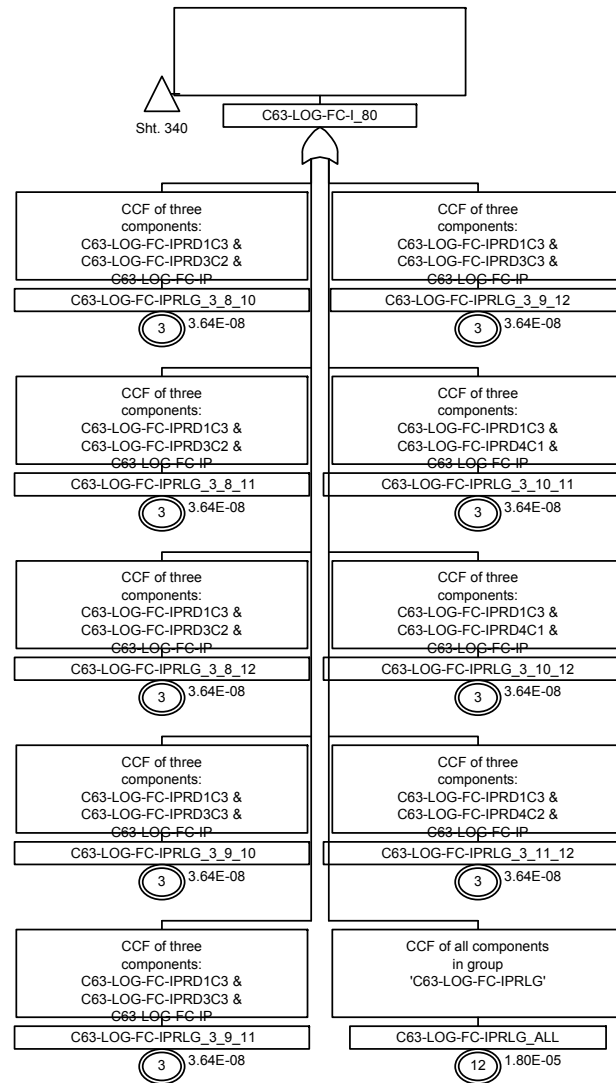 Sht. 340
C63-LOG-FC-I_80
CCF of three
components:
C63-LOG-FC-IPRD1C3 &
C63-LOG-FC-IPRD3C2 &
C63-LOG-FC-IP
C63-LOG-FC-IPRLG_3_8_10
3
3.64E-08
CCF of three
components:
C63-LOG-FC-IPRD1C3 &
C63-LOG-FC-IPRD3C3 &
C63-LOG-FC-IP
C63-LOG-FC-IPRLG_3_9_12
3
3.64E-08
CCF of three
components:
C63-LOG-FC-IPRD1C3 &
C63-LOG-FC-IPRD3C2 &
C63-LOG-FC-IP
C63-LOG-FC-IPRLG_3_8_11
3
3.64E-08
CCF of three
components:
C63-LOG-FC-IPRD1C3 &
C63-LOG-FC-IPRD4C1 &
C63-LOG-FC-IP
C63-LOG-FC-IPRLG_3_10_11
3
3.64E-08
CCF of three
components:
C63-LOG-FC-IPRD1C3 &
C63-LOG-FC-IPRD3C2 &
C63-LOG-FC-IP
C63-LOG-FC-IPRLG_3_8_12
3
3.64E-08
CCF of three
components:
C63-LOG-FC-IPRD1C3 &
C63-LOG-FC-IPRD4C1 &
C63-LOG-FC-IP
C63-LOG-FC-IPRLG_3_10_12
3
3.64E-08
CCF of three
components:
C63-LOG-FC-IPRD1C3 &
C63-LOG-FC-IPRD3C3 &
C63-LOG-FC-IP
C63-LOG-FC-IPRLG_3_9_10
3
3.64E-08
CCF of three
components:
C63-LOG-FC-IPRD1C3 &
C63-LOG-FC-IPRD4C2 &
C63-LOG-FC-IP
C63-LOG-FC-IPRLG_3_11_12
3
3.64E-08
CCF of three
components:
C63-LOG-FC-IPRD1C3 &
C63-LOG-FC-IPRD3C3 &
C63-LOG-FC-IP
C63-LOG-FC-IPRLG_3_9_11
3
3.64E-08
CCF of all components
in group
'C63-LOG-FC-IPRLG'
C63-LOG-FC-IPRLG_ALL
12
1.80E-05